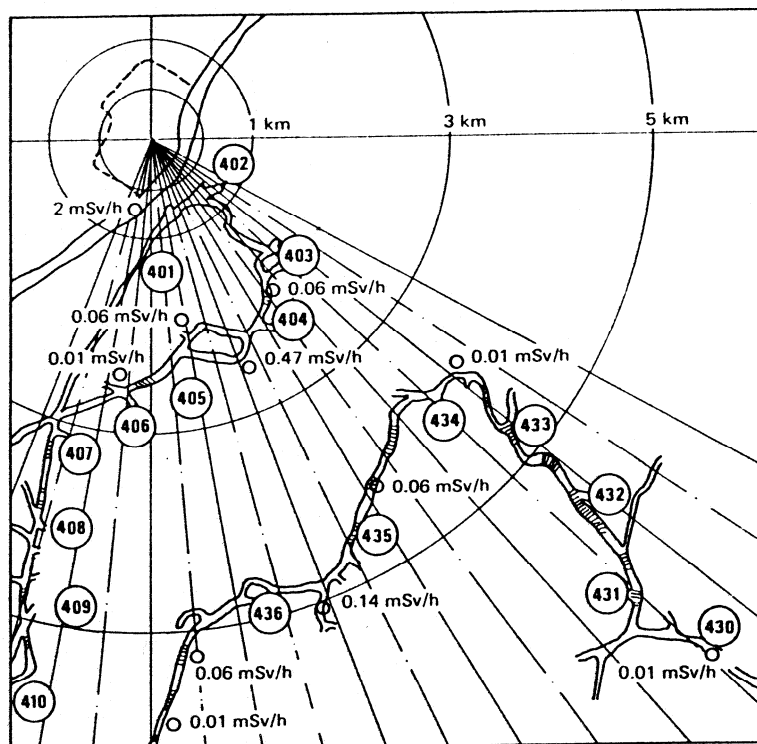 1 km
3 km
5 km
402
2 mSv/h
401
403
0.06 mSv/h
0.06 mSv/h
404
0.01 mSv/h
0.47 mSv/h
0.01 mSv/h
405
406
434
433
407
0.06 mSv/h
432
408
435
431
409
436
0.14 mSv/h
430
0.06 mSv/h
0.01 mSv/h
410
0.01 mSv/h